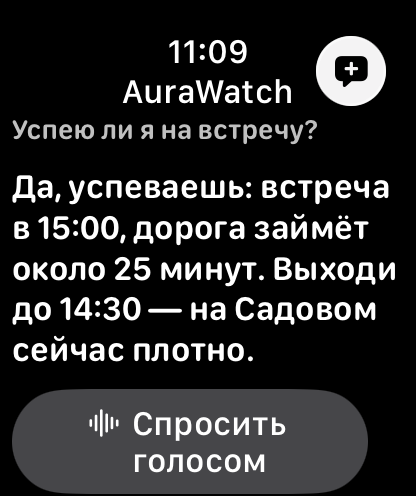 11:09
AuraWatch
Успею ли я на встречу?
Да, успеваешь: встреча
в 15:00, дорога займёт
около 25 минут. Выходи
до 14:30 — на Садовом
сейчас плотно.
Спросить
голосом